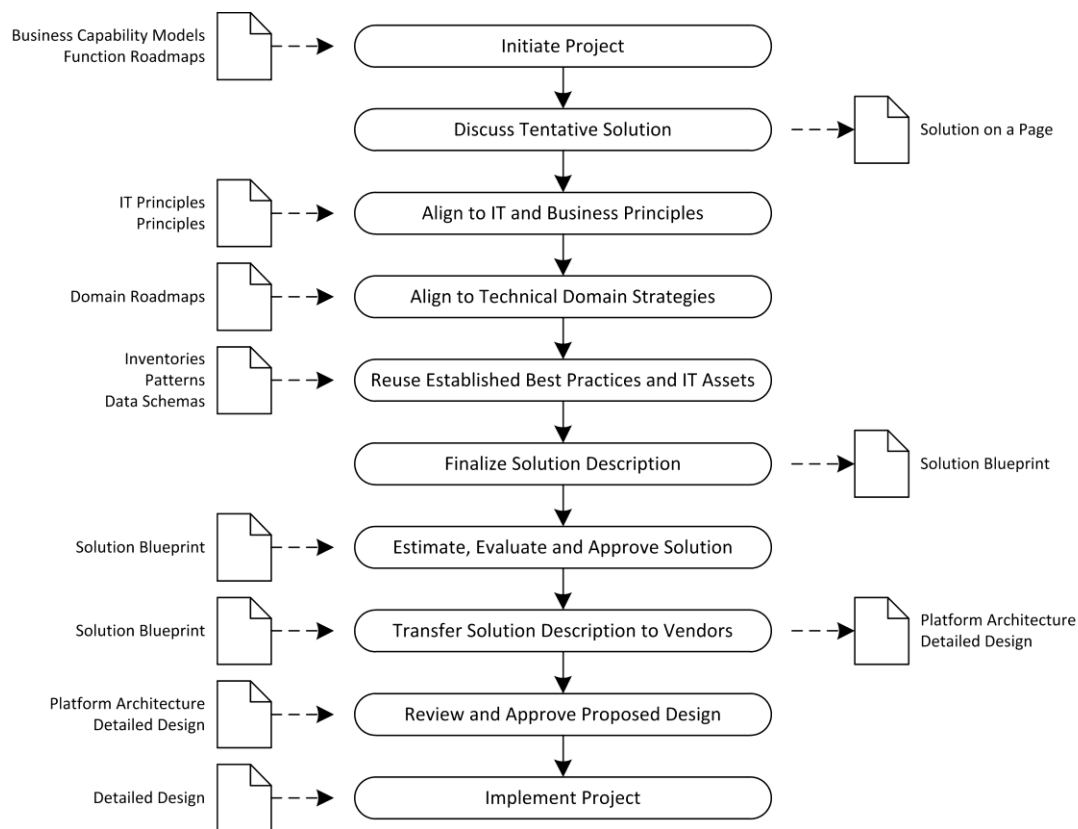 Business Capability Models
Function Roadmaps
Initiate Project
Discuss Tentative Solution
Solution on a Page
IT Principles
Principles
Align to IT and Business Principles
Domain Roadmaps
Align to Technical Domain Strategies
Inventories
Patterns
Data Schemas
Reuse Established Best Practices and IT Assets
Finalize Solution Description
Solution Blueprint
Solution Blueprint
Estimate, Evaluate and Approve Solution
Solution Blueprint
Transfer Solution Description to Vendors
Platform Architecture
Detailed Design
Platform Architecture
Detailed Design
Review and Approve Proposed Design
Detailed Design
Implement Project